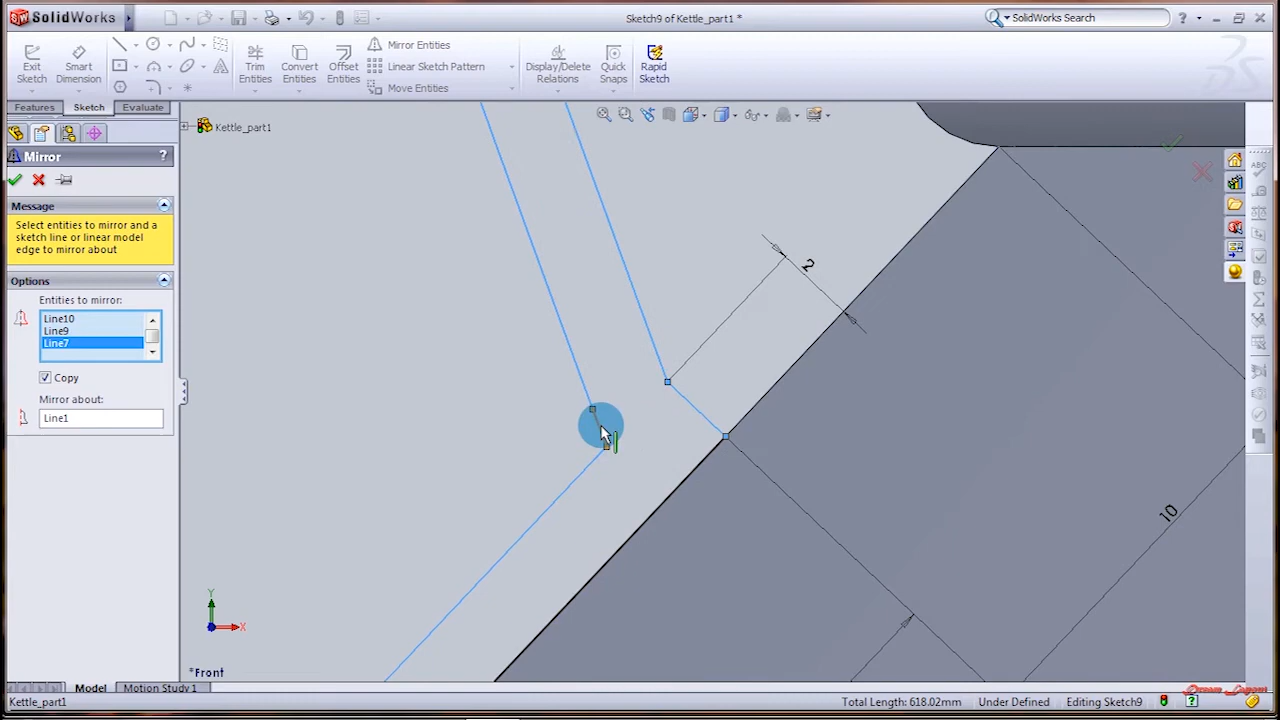 SolidWorks
Sketch9 of Kettle_part1 *
SolidWorks Search
?
Exit Sketch
Smart Dimension
Trim Entities
Convert Entities
Offset Entities
Mirror Entities
Linear Sketch Pattern
Move Entities
Display/Delete Relations
Quick Snaps
Rapid Sketch
Features
Sketch
Evaluate
Kettle_part1
Mirror
?
Message
Select entities to mirror and a
sketch line or linear model
edge to mirror about
Options
Entities to mirror:
Line10
Line9
Line7
Copy
Mirror about:
Line1
2
10
Y
X
*Front
ABC
Model
Motion Study 1
Kettle_part1
Total Length: 618.02mm
Under Defined
Editing Sketch9
?